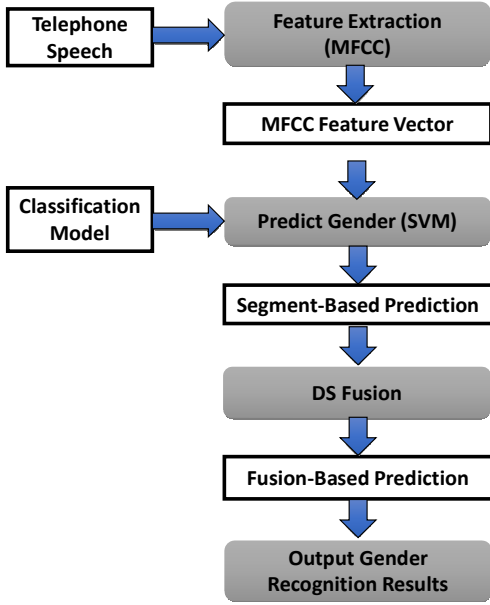 Telephone
Speech
Feature Extraction
(MFCC)
MFCC Feature Vector
Classification
Model
Predict Gender (SVM)
Segment-Based Prediction
DS Fusion
Fusion-Based Prediction
Output Gender
Recognition Results